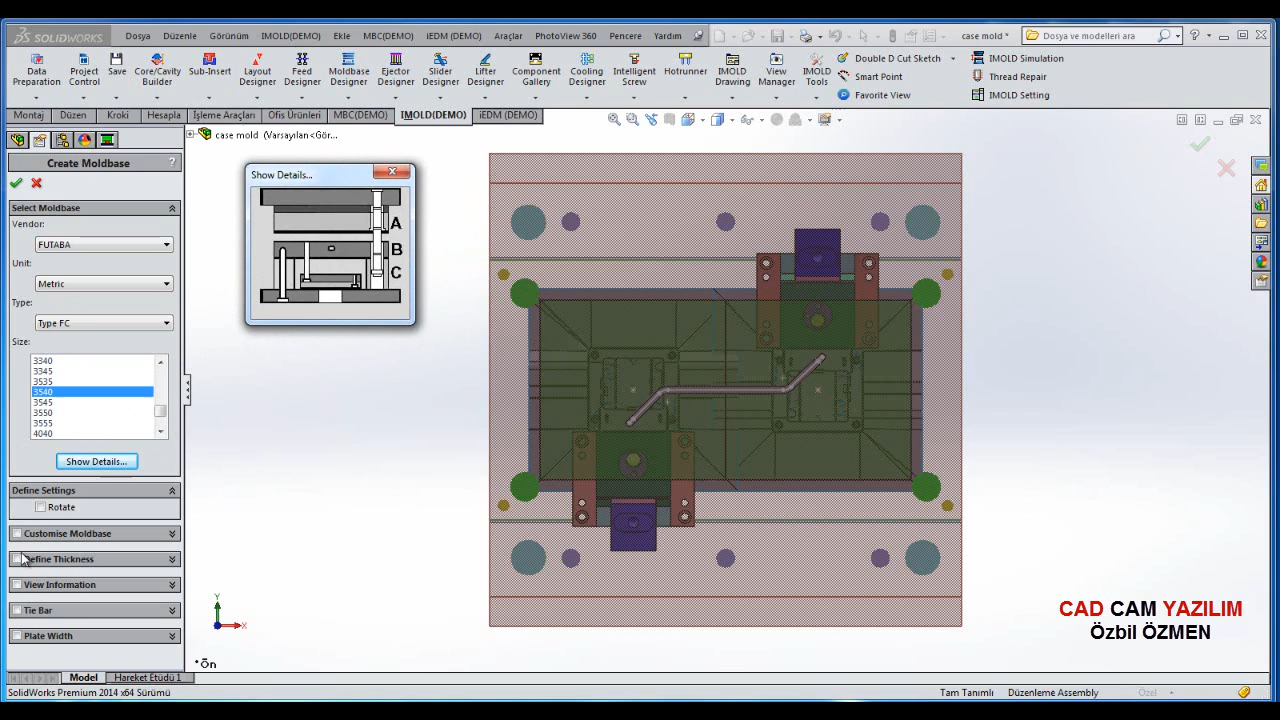 SOLIDWORKS Dosya Düzenle Görünüm IMOLD(DEMO) Ekle MBC(DEMO) iEDM (DEMO) Araçlar PhotoView 360 Pencere Yardım case mold * Dosya ve modelleri ara
Data Preparation
Project Control
Save
Core/Cavity Builder
Sub-Insert
Layout Designer
Feed Designer
Moldbase Designer
Ejector Designer
Slider Designer
Lifter Designer
Component Gallery
Cooling Designer
Intelligent Screw
Hotrunner
IMOLD Drawing
View Manager
IMOLD Tools
Double D Cut Sketch
Smart Point
Favorite View
IMOLD Simulation
Thread Repair
IMOLD Setting
Montaj Düzen Kroki Hesapla İşleme Araçları Ofis Ürünleri MBC(DEMO) IMOLD(DEMO) iEDM (DEMO)
case mold (Varsayılan<Gör...
Create Moldbase ?
Select Moldbase
Vendor:
FUTABA
Unit:
Metric
Type:
Type FC
Size:
3340
3345
3535
3540
3545
3550
3555
4040
Show Details...
Define Settings
Rotate
Customise Moldbase
Define Thickness
View Information
Tie Bar
Plate Width
Show Details...
A
B
C
Y
X
*Ön
CAD CAM YAZILIM
Özbil ÖZMEN
Model Hareket Etüdü 1
SolidWorks Premium 2014 x64 Sürümü Tam Tanımlı Düzenleme Assembly Özel